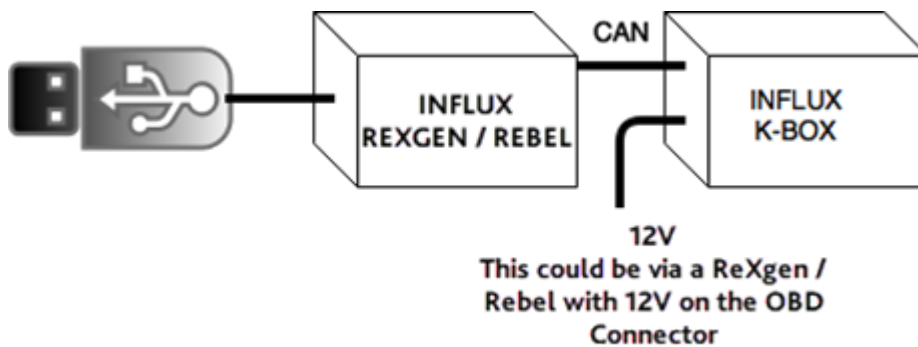 CAN
INFLUX
REXGEN / REBEL
INFLUX
K-BOX
12V
This could be via a ReXgen /
Rebel with 12V on the OBD
Connector